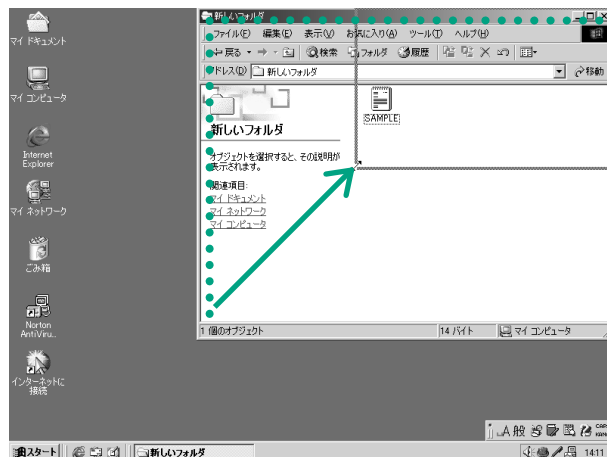 マイ ドキュメント
マイ コンピュータ
Internet
Explorer
マイ ネットワーク
ごみ箱
Norton
AntiViru...
インターネットに
接続
新しいフォルダ
ファイル(F) 編集(E) 表示(V) お気に入り(A) ツール(T) ヘルプ(H)
戻る 検索 フォルダ 履歴
アドレス(D) 新しいフォルダ 移動
新しいフォルダ
オブジェクトを選択すると、その説明が
表示されます。
関連項目:
マイ ドキュメント
マイ ネットワーク
マイ コンピュータ
SAMPLE
1 個のオブジェクト 14 バイト マイ コンピュータ
A 般 CAPS
スタート 新しいフォルダ 14:11